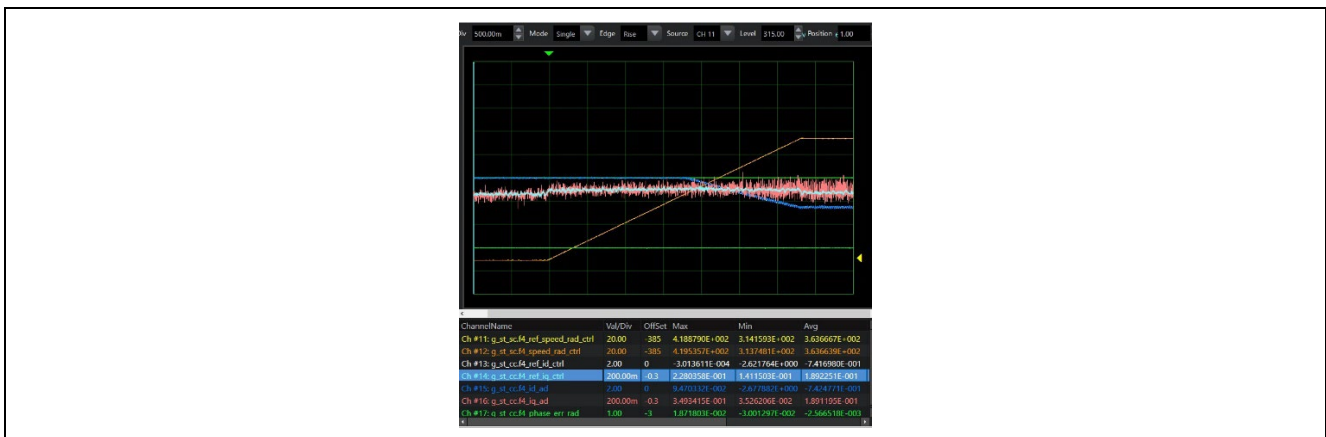 Div 500.00m Mode Single Edge Rise Source CH 11 Level 315.00 Position 1.00
ChannelName Val/Div OffSet Max Min Avg
Ch #11: g_st_sc.f4_ref_speed_rad_ctrl 20.00 -385 4.188790E+002 3.141593E+002 3.636667E+002
Ch #12: g_st_sc.f4_speed_rad_ctrl 20.00 -385 4.195357E+002 3.137481E+002 3.636639E+002
Ch #13: g_st_cc.f4_ref_id_ctrl 2.00 0 -3.013611E-004 -2.621764E+000 -7.416980E-001
Ch #14: g_st_cc.f4_ref_iq_ctrl 200.00m -0.3 2.280358E-001 1.411503E-001 1.892251E-001
Ch #15: g_st_cc.f4_id_ad 2.00 0 9.470332E-002 -2.677882E+000 -7.424771E-001
Ch #16: g_st_cc.f4_iq_ad 200.00m -0.3 3.493415E-001 3.526206E-002 1.891195E-001
Ch #17: g_st_cc.f4_phase_err_rad 1.00 -3 1.871803E-002 -3.001297E-002 -2.566518E-003